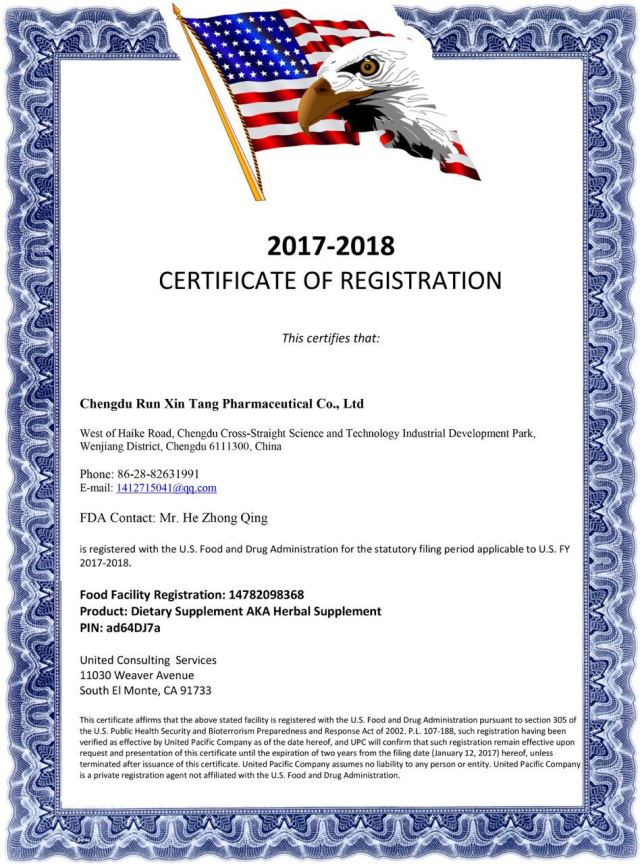 2017-2018
CERTIFICATE OF REGISTRATION
This certifies that:
Chengdu Run Xin Tang Pharmaceutical Co., Ltd
West of Haike Road, Chengdu Cross-Straight Science and Technology Industrial Development Park,
Wenjiang District, Chengdu 6111300, China
Phone: 86-28-82631991
E-mail: 1412715041@qq.com
FDA Contact: Mr. He Zhong Qing
is registered with the U.S. Food and Drug Administration for the statutory filing period applicable to U.S. FY
2017-2018.
Food Facility Registration: 14782098368
Product: Dietary Supplement AKA Herbal Supplement
PIN: ad64DJ7a
United Consulting Services
11030 Weaver Avenue
South El Monte, CA 91733
This certificate affirms that the above stated facility is registered with the U.S. Food and Drug Administration pursuant to section 305 of
the U.S. Public Health Security and Bioterrorism Preparedness and Response Act of 2002. P.L. 107-188, such registration having been
verified as effective by United Pacific Company as of the date hereof, and UPC will confirm that such registration remain effective upon
request and presentation of this certificate until the expiration of two years from the filing date (January 12, 2017) hereof, unless
terminated after issuance of this certificate. United Pacific Company assumes no liability to any person or entity. United Pacific Company
is a private registration agent not affiliated with the U.S. Food and Drug Administration.